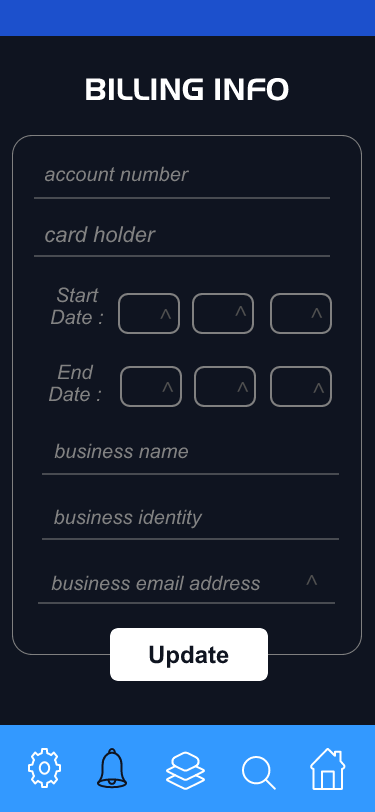 BILLING INFO
account number
card holder
Start
Date :
^ ^ ^
End
Date :
^ ^ ^
business name
business identity
business email address ^
Update